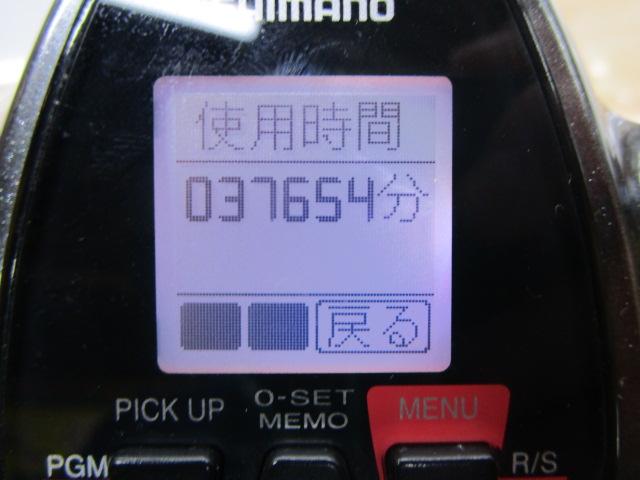 SHIMANO
使用時間
037654分
戻る
PICK UP
0-SET
MEMO
MENU
PGM
R/S